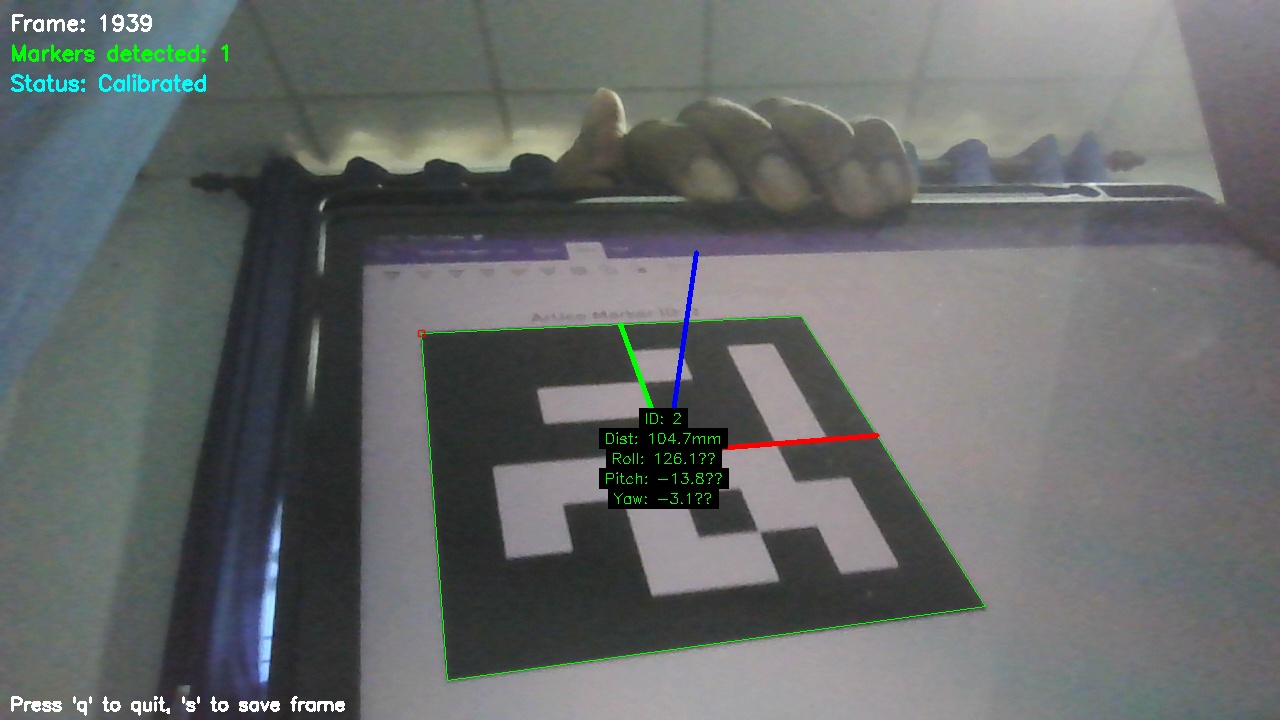 Frame: 1939
Markers detected: 1
Status: Calibrated
Marker
ID: 2
Dist: 104.7mm
Roll: 126.1??
Pitch: -13.8??
Yaw: -3.1??
Press 'q' to quit, 's' to save frame